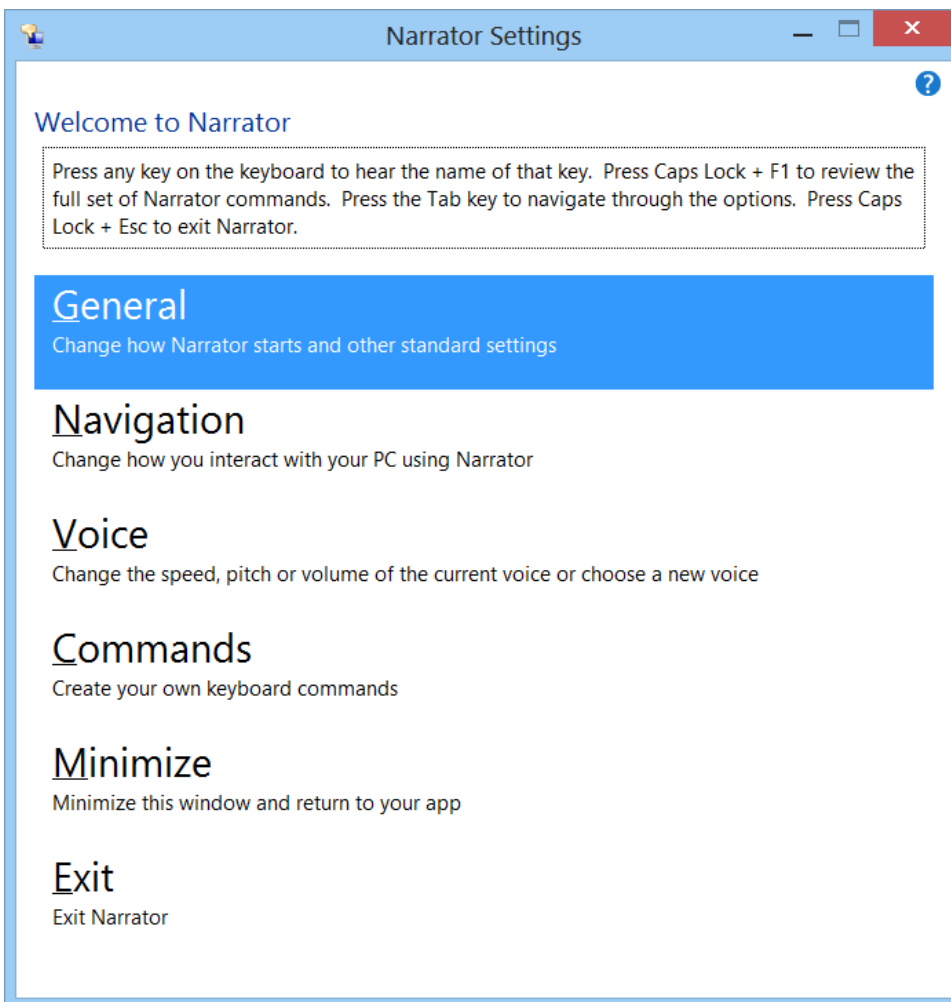 Narrator Settings
Welcome to Narrator
Press any key on the keyboard to hear the name of that key.  Press Caps Lock + F1 to review the
full set of Narrator commands.  Press the Tab key to navigate through the options.  Press Caps
Lock + Esc to exit Narrator.
General
Change how Narrator starts and other standard settings
Navigation
Change how you interact with your PC using Narrator
Voice
Change the speed, pitch or volume of the current voice or choose a new voice
Commands
Create your own keyboard commands
Minimize
Minimize this window and return to your app
Exit
Exit Narrator